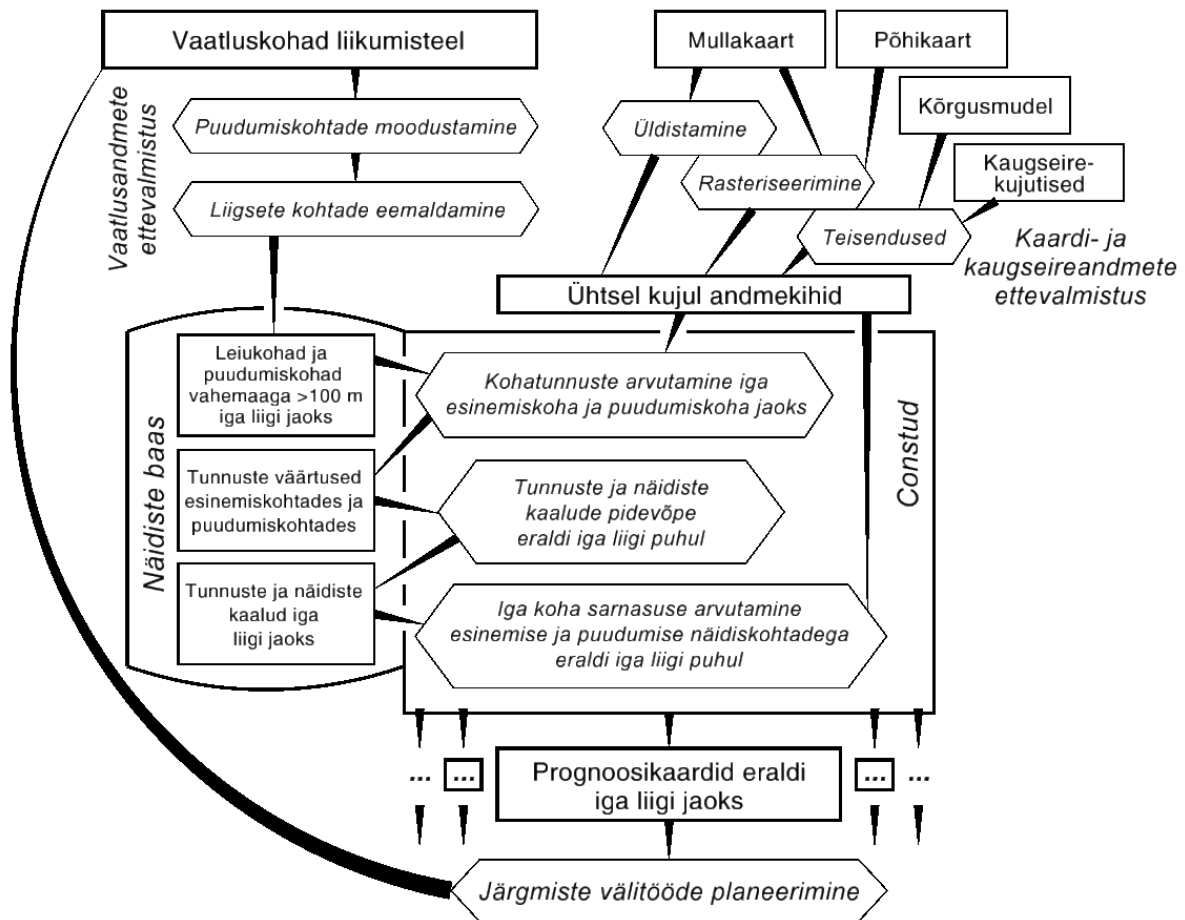 Vaatluskohad liikumisteel
Mullakaart
Põhikaart
Vaatlusandmete
ettevalmistus
Puudumiskohtade moodustamine
Üldistamine
Kõrgusmudel
Rasteriseerimine
Kaugseire-
kujutised
Liigsete kohtade eemaldamine
Teisendused
Kaardi- ja
kaugseireandmete
ettevalmistus
Ühtsel kujul andmekihid
Näidiste baas
Leiukohad ja
puudumiskohad
vahemaaga >100 m
iga liigi jaoks
Kohatunnuste arvutamine iga
esinemiskoha ja puudumiskoha jaoks
Constud
Tunnuste väärtused
esinemiskohtades ja
puudumiskohtades
Tunnuste ja näidiste
kaalude pidevõpe
eraldi iga liigi puhul
Tunnuste ja näidiste
kaalud iga
liigi jaoks
Iga koha sarnasuse arvutamine
esinemise ja puudumise näidiskohtadega
eraldi iga liigi puhul
...
...
Prognoosikaardid eraldi
iga liigi jaoks
...
...
Järgmiste välitööde planeerimine